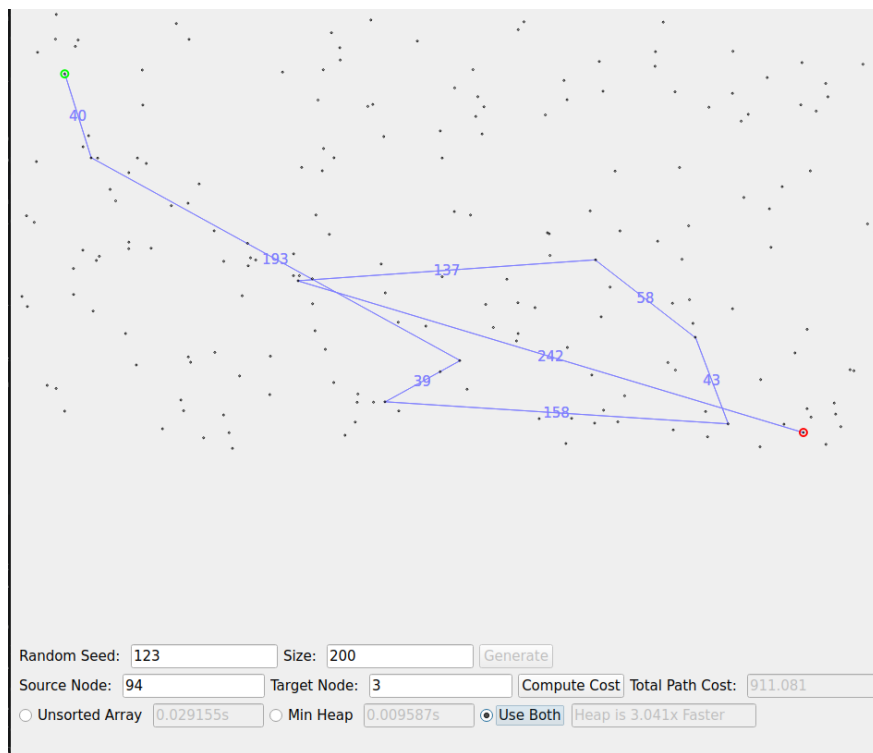 40
193
137
58
242
43
39
158
Random Seed: 123 Size: 200 Generate
Source Node: 94 Target Node: 3 Compute Cost Total Path Cost: 911.081
Unsorted Array 0.029155s Min Heap 0.009587s Use Both Heap is 3.041x Faster